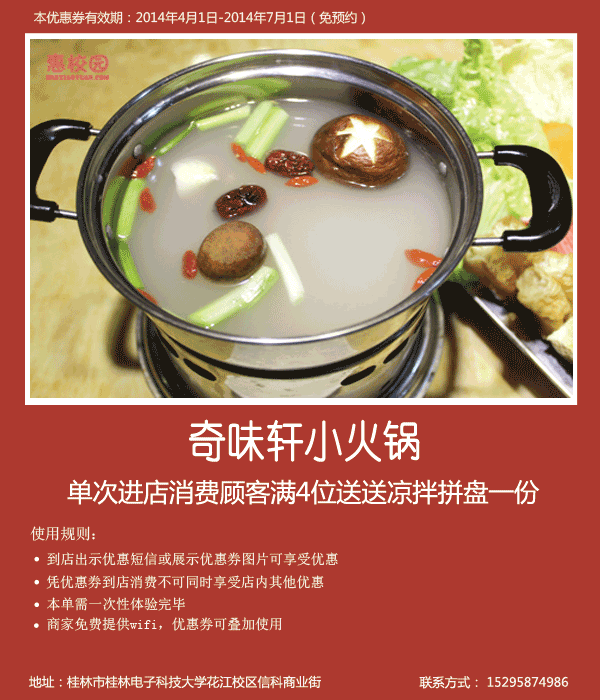 本优惠券有效期：2014年4月1日-2014年7月1日（免预约）
惠校园
HUIXIAOYUAN.COM
奇味轩小火锅
单次进店消费顾客满4位送送凉拌拼盘一份
使用规则：
• 到店出示优惠短信或展示优惠券图片可享受优惠
• 凭优惠券到店消费不可同时享受店内其他优惠
• 本单需一次性体验完毕
• 商家免费提供wifi，优惠券可叠加使用
地址：桂林市桂林电子科技大学花江校区信科商业街
联系方式： 15295874986